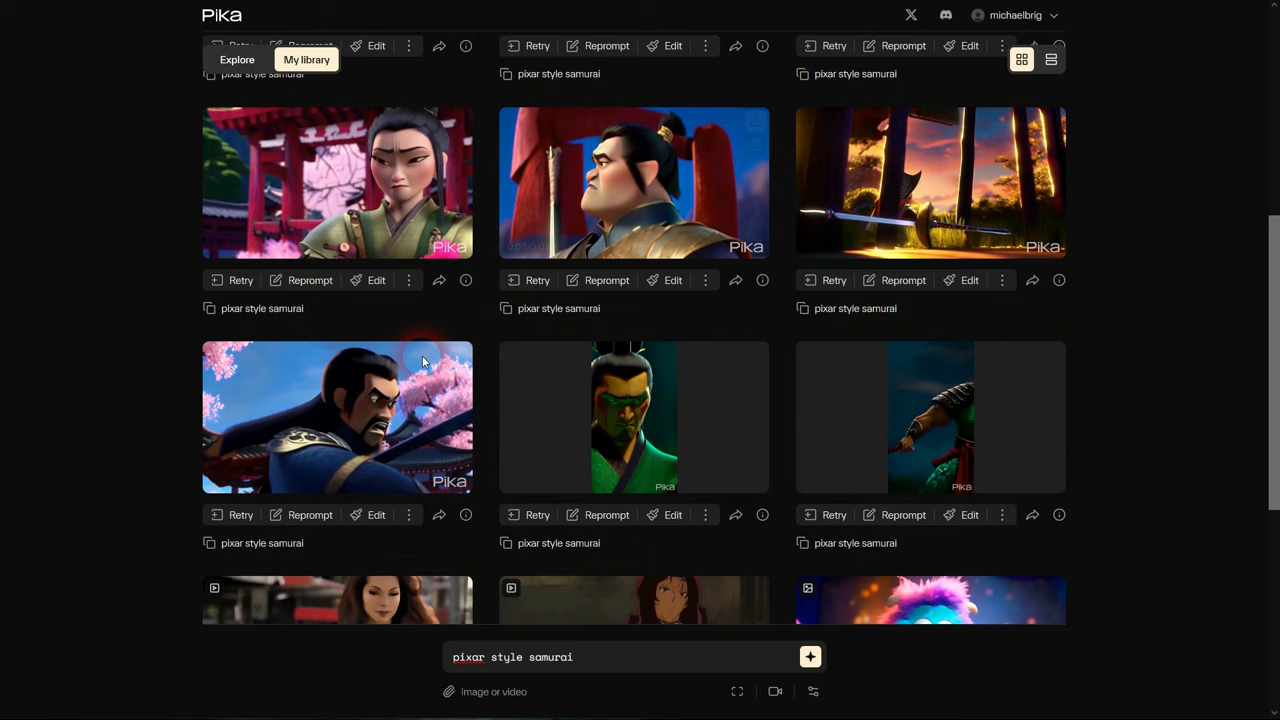 Pika
michaelbrig
Retry Reprompt Edit
Retry Reprompt Edit
Retry Reprompt Edit
Explore
My library
pixar style samurai
pixar style samurai
pixar style samurai
Pika
Pika
Pika
Retry Reprompt Edit
Retry Reprompt Edit
Retry Reprompt Edit
pixar style samurai
pixar style samurai
pixar style samurai
Pika
Pika
Pika
Retry Reprompt Edit
Retry Reprompt Edit
Retry Reprompt Edit
pixar style samurai
pixar style samurai
pixar style samurai
pixar style samurai
Image or video